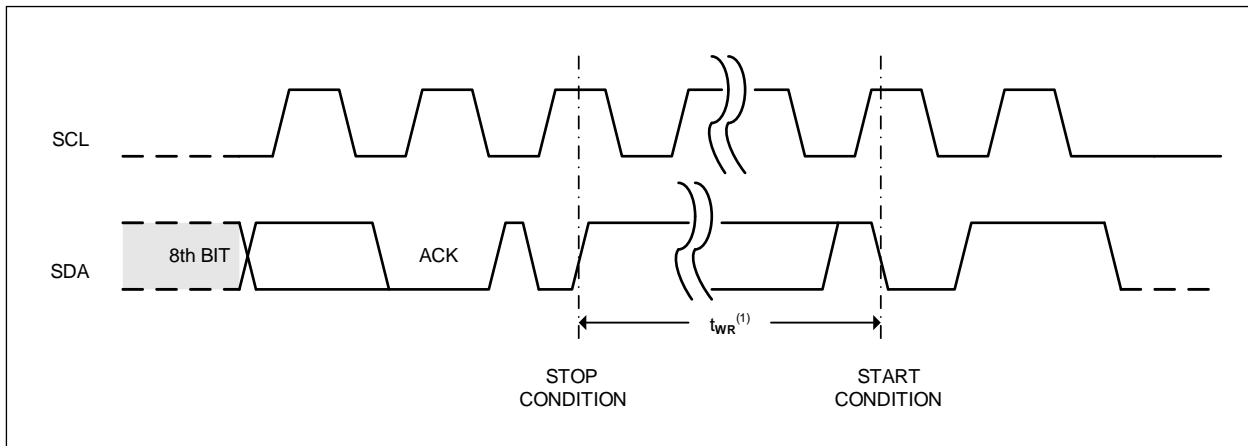 SCL
SDA
8th BIT
ACK
tWR(1)
STOP
CONDITION
START
CONDITION